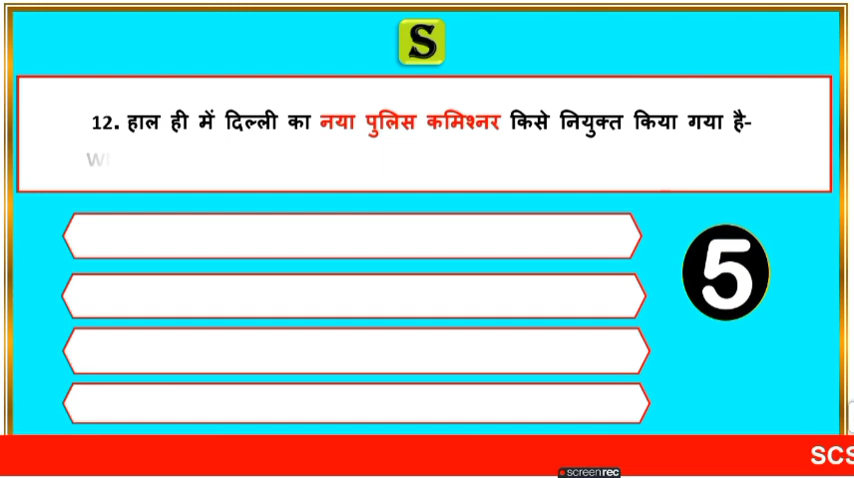 S
12. हाल ही में दिल्ली का नया पुलिस कमिश्नर किसे नियुक्त किया गया है-
5
SCS
screenrec